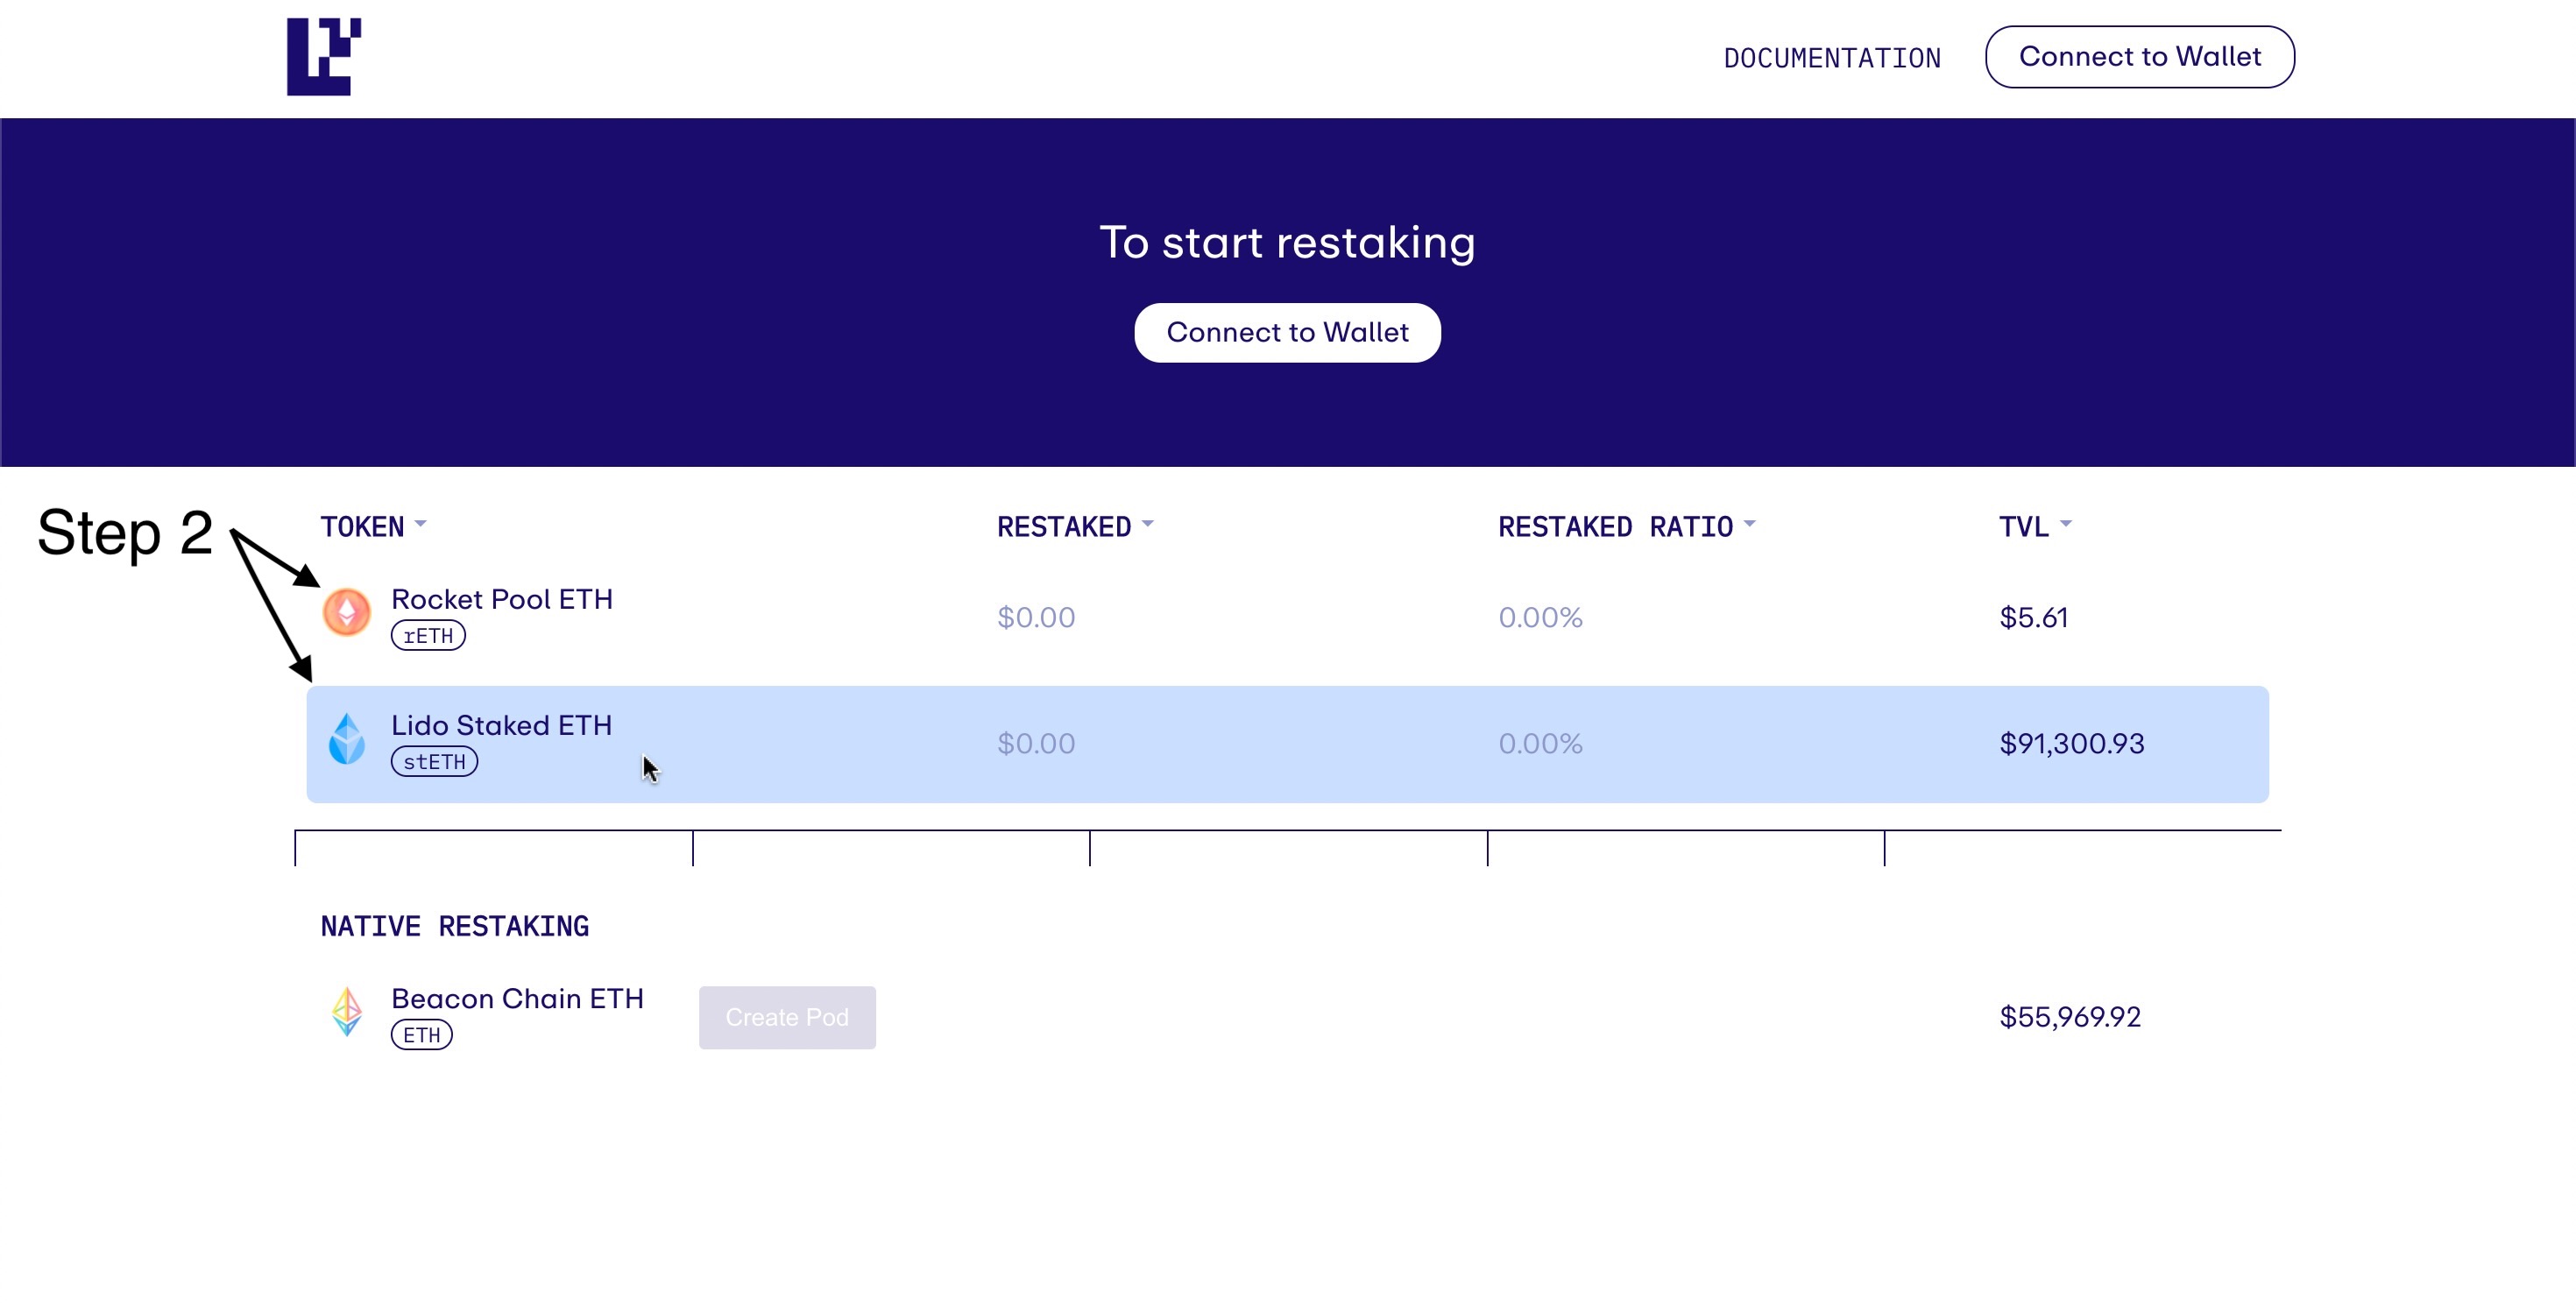 DOCUMENTATION
Connect to Wallet
To start restaking
Connect to Wallet
Step 2
TOKEN RESTAKED RESTAKED RATIO TVL
Rocket Pool ETH
rETH
$0.00 0.00% $5.61
Lido Staked ETH
stETH
$0.00 0.00% $91,300.93
NATIVE RESTAKING
Beacon Chain ETH
ETH
Create Pod
$55,969.92